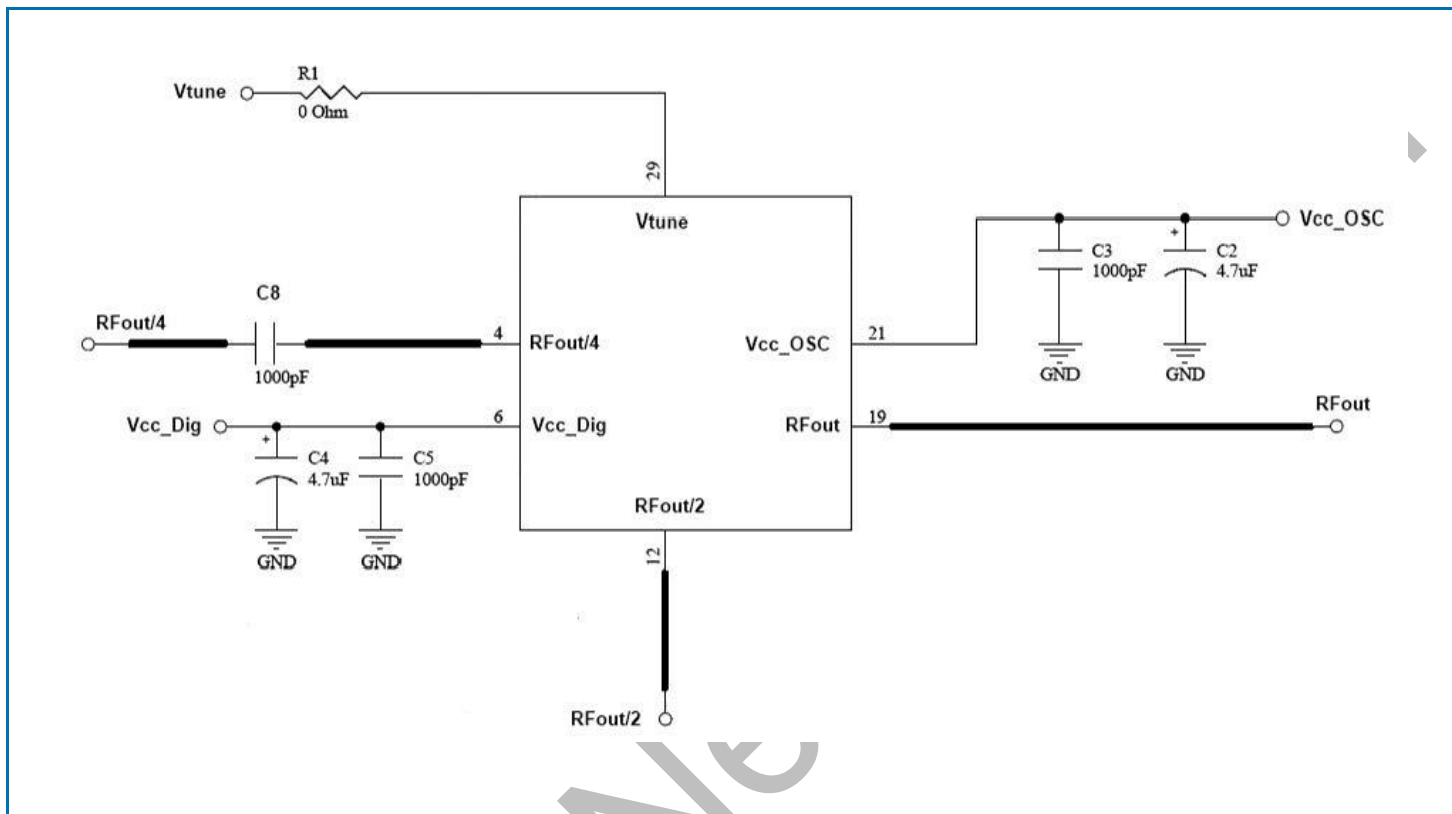 R1
Vtune
0 Ohm
29
Vtune
Vcc_OSC
C3
1000pF
C2
4.7uF
+
C8
RFout/4
1000pF
4
RFout/4
Vcc_OSC
21
GND
GND
RFout
Vcc_Dig
6
Vcc_Dig
RFout
19
+
C4
4.7uF
C5
1000pF
RFout/2
GND
GND
12
RFout/2
Ne